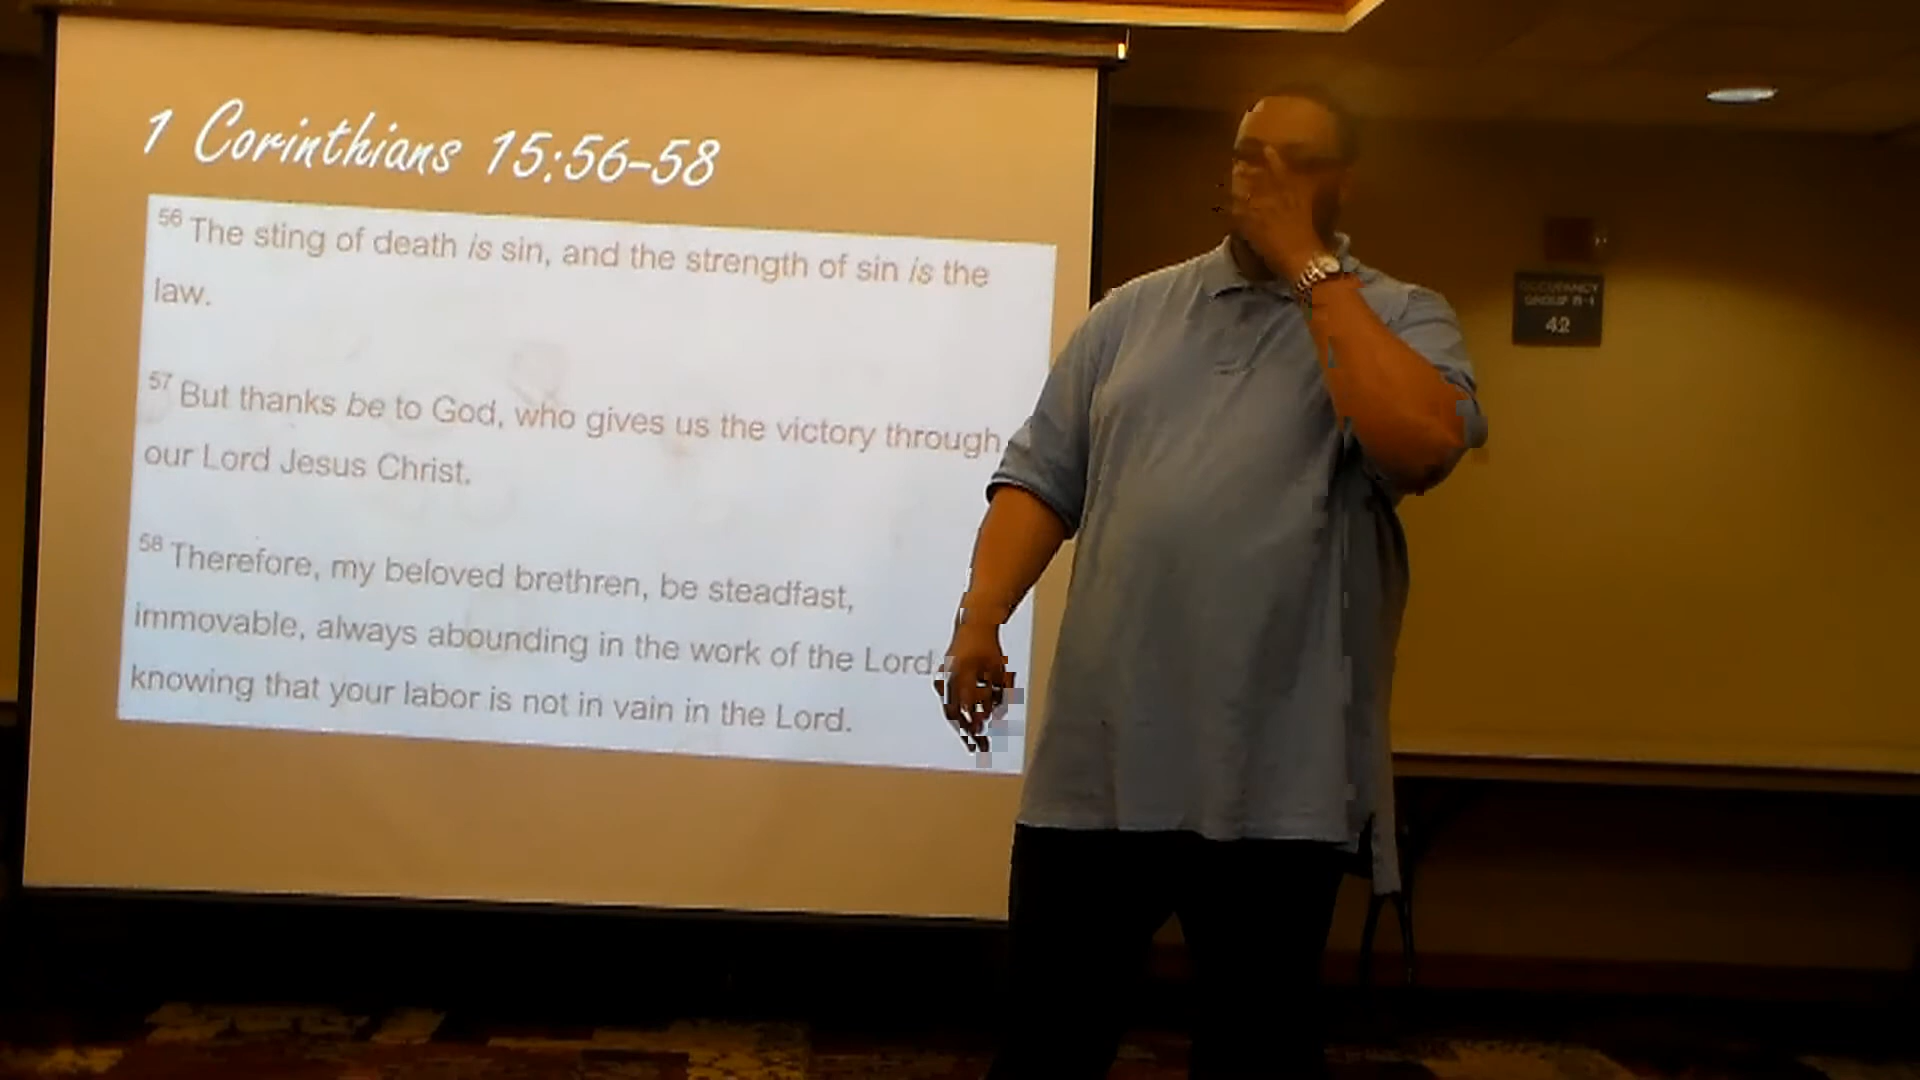 1 Corinthians 15:56-58
56 The sting of death is sin, and the strength of sin is the
law.
57 But thanks be to God, who gives us the victory through
our Lord Jesus Christ.
58 Therefore, my beloved brethren, be steadfast,
immovable, always abounding in the work of the Lord,
knowing that your labor is not in vain in the Lord.
OCCUPANCY
GROUP R-1
42